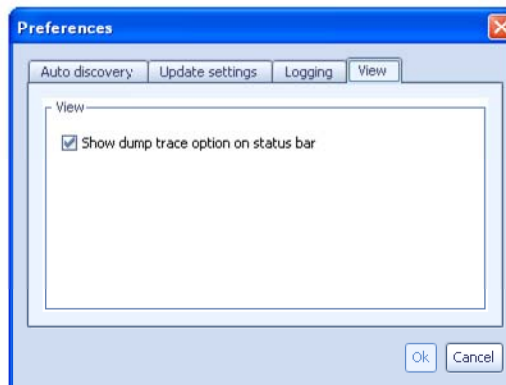 Preferences
Auto discovery Update settings Logging View
View
Show dump trace option on status bar
Ok Cancel